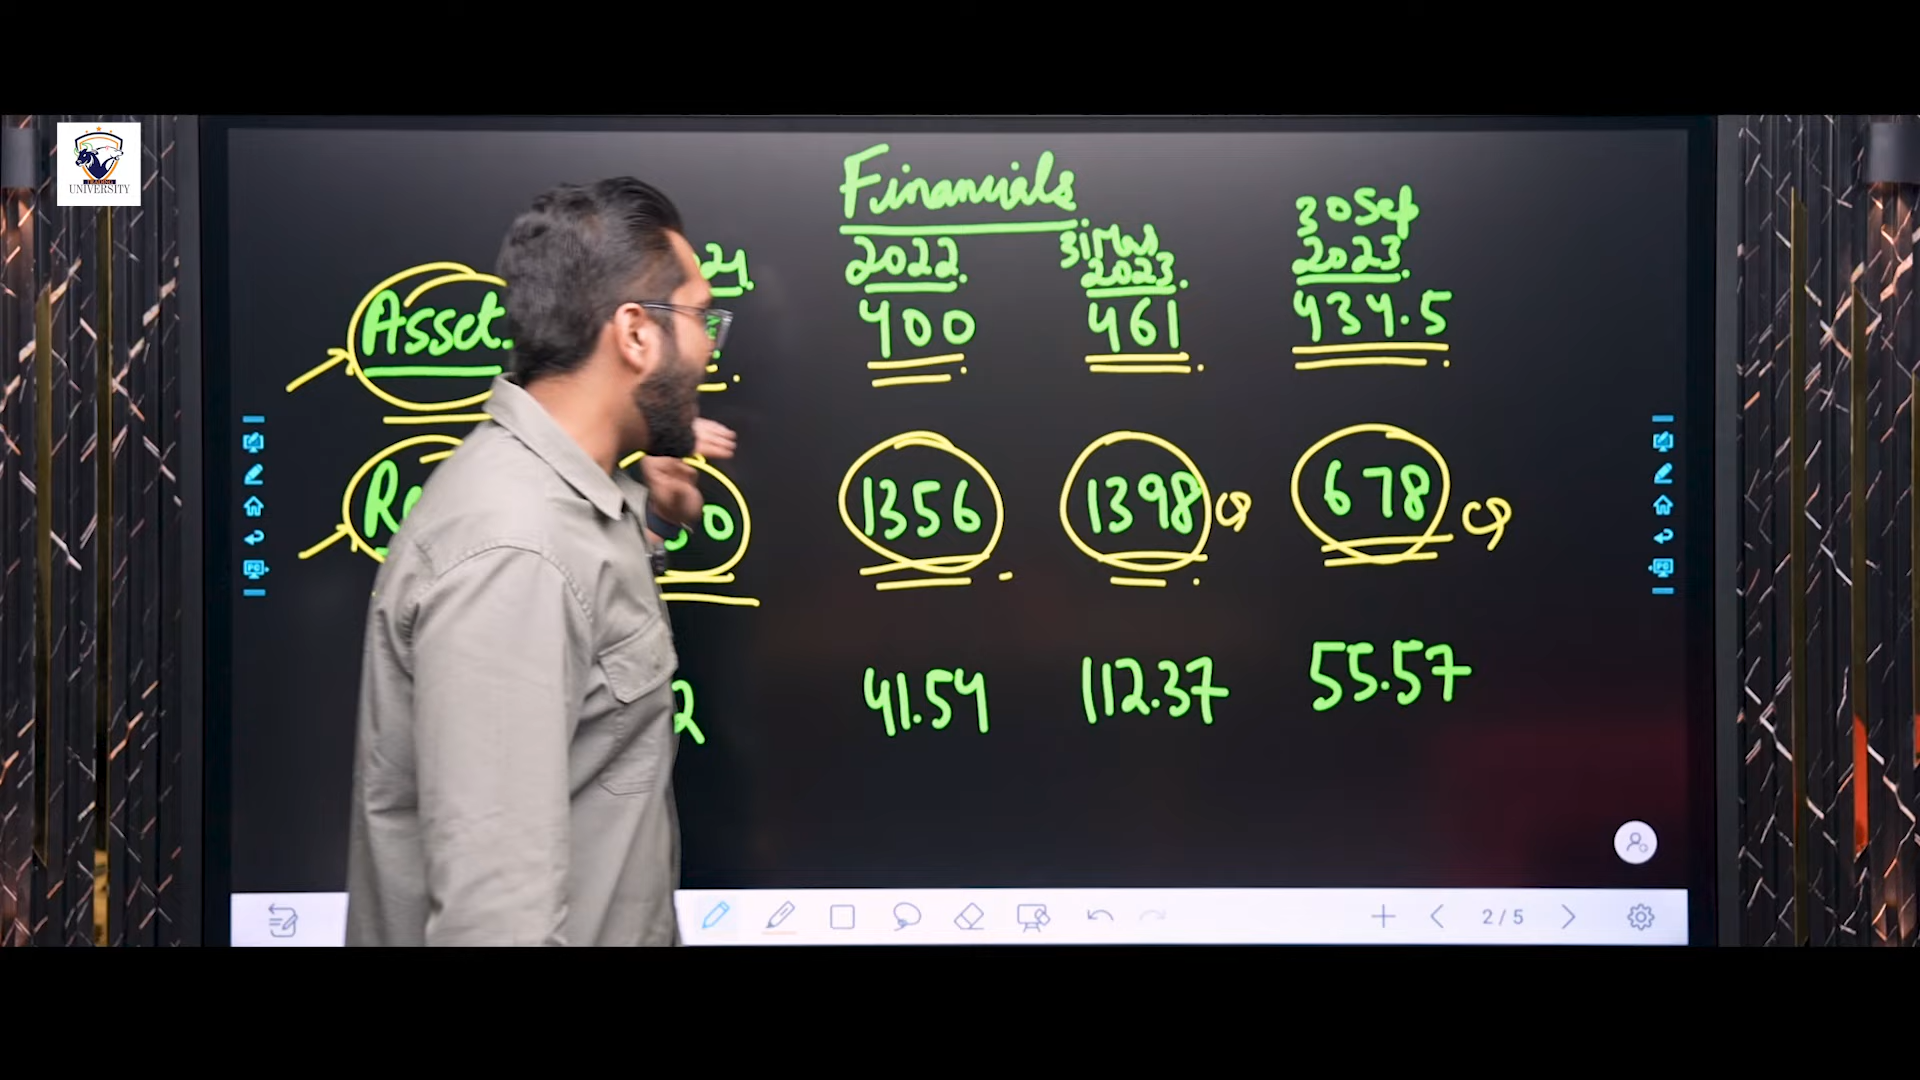 TRADING
UNIVERSITY
Financials
2022.
31 Mar
2023.
30 Sep
2023.
Asset.
400
461
434.5
1356
1398
678
41.54
112.37
55.57
2/5